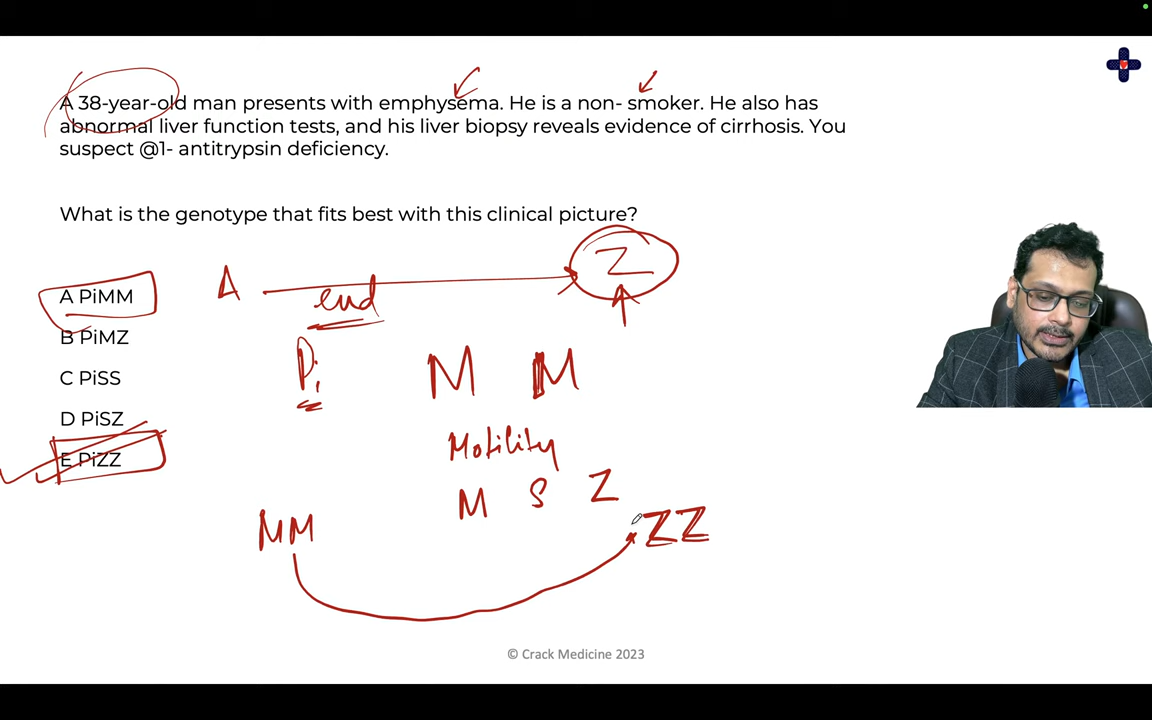 A 38-year-old man presents with emphysema. He is a non- smoker. He also has
abnormal liver function tests, and his liver biopsy reveals evidence of cirrhosis. You
suspect @1- antitrypsin deficiency.
What is the genotype that fits best with this clinical picture?
A PiMM
B PiMZ
C PiSS
D PiSZ
E PiZZ
A
end
Z
Pi
M M
Motility
M S Z
MM
ZZ
© Crack Medicine 2023